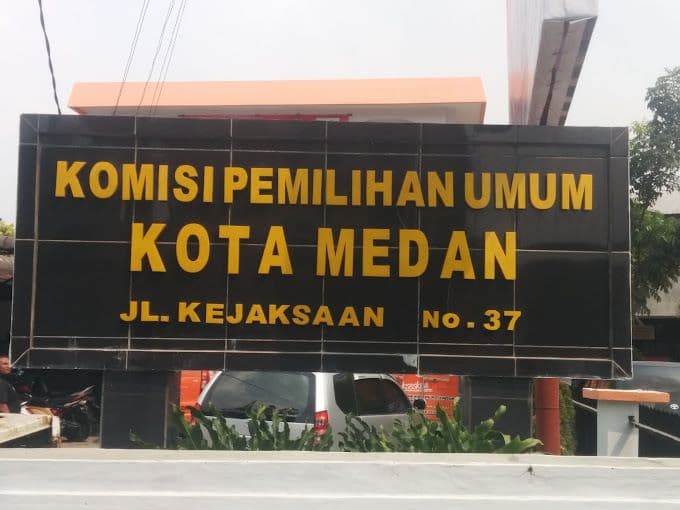 KOMISI PEMILIHAN UMUM
KOTA MEDAN
JL. KEJAKSAAN No. 37